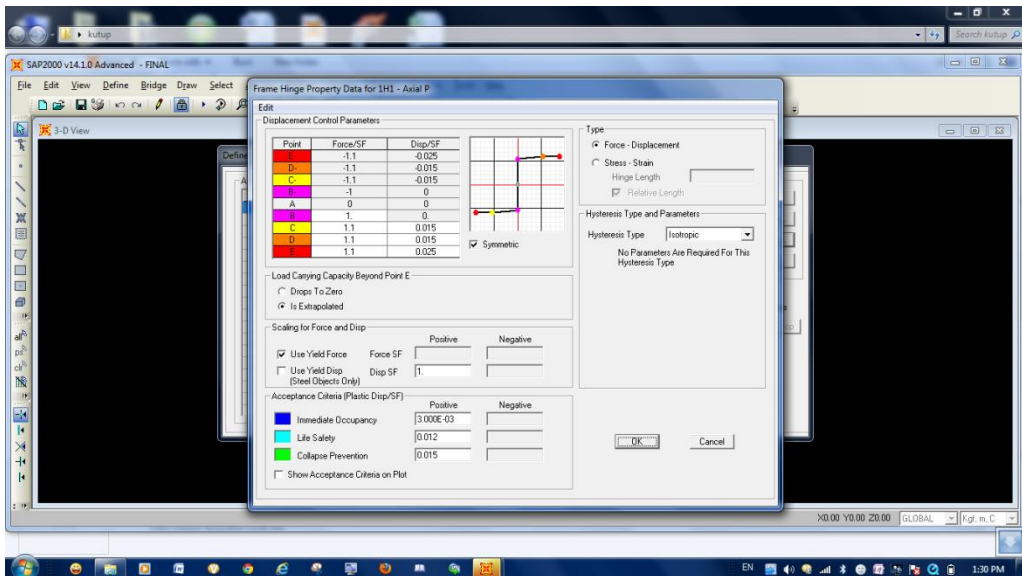 kutup
Search kutup
SAP2000 v14.1.0 Advanced - FINAL
File Edit View Define Bridge Draw Select
3-D View
Frame Hinge Property Data for 1H1 - Axial P
Edit
Displacement Control Parameters
Point Force/SF Disp/SF
E- -1.1 -0.025
D- -1.1 -0.015
C- -1.1 -0.015
B- -1 0
A 0 0
B 1. 0.
C 1.1 0.015
D 1.1 0.015
E 1.1 0.025
Symmetric
Load Carrying Capacity Beyond Point E
Drops To Zero
Is Extrapolated
Scaling for Force and Disp
Positive Negative
Use Yield Force Force SF
Use Yield Disp Disp SF 1.
(Steel Objects Only)
Acceptance Criteria (Plastic Disp/SF)
Positive Negative
Immediate Occupancy 3.000E-03
Life Safety 0.012
Collapse Prevention 0.015
Show Acceptance Criteria on Plot
Type
Force - Displacement
Stress - Strain
Hinge Length
Relative Length
Hysteresis Type and Parameters
Hysteresis Type Isotropic
No Parameters Are Required For This
Hysteresis Type
OK Cancel
X0.00 Y0.00 Z0.00 GLOBAL Kgf, m, C
EN 1:30 PM